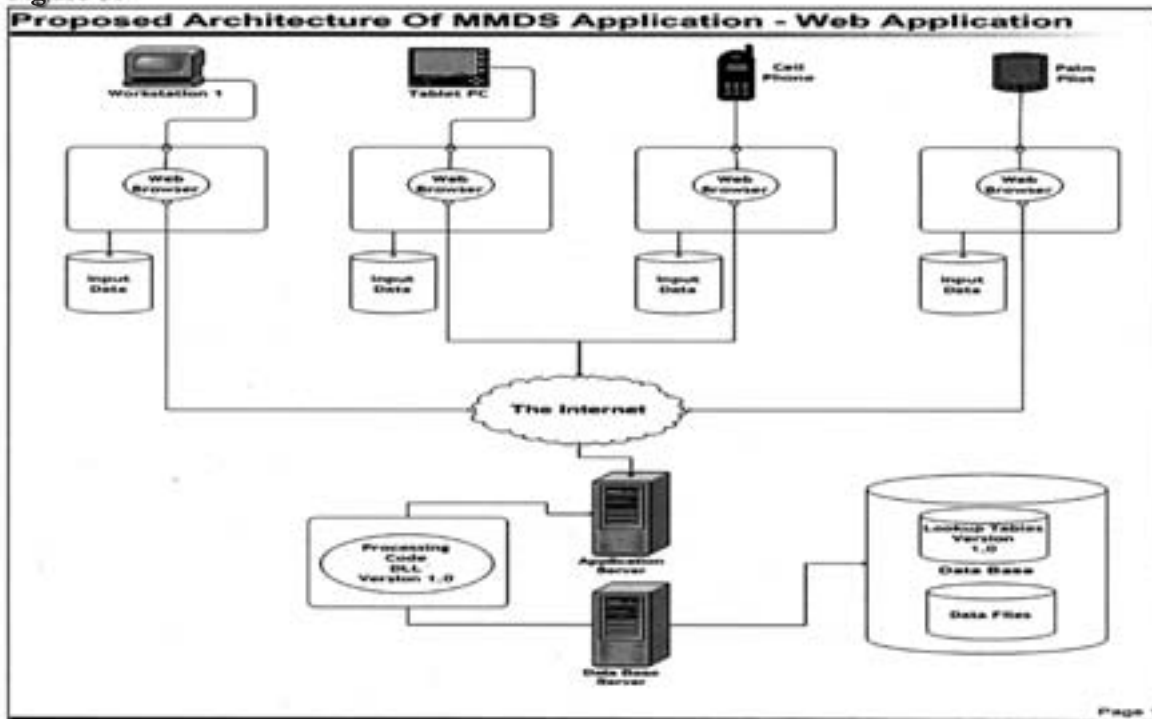 Proposed Architecture Of MMDS Application - Web Application
Workstation 1
Tablet PC
Cell
Phone
Palm
Pilot
Web
Browser
Web
Browser
Web
Browser
Web
Browser
Input
Data
Input
Data
Input
Data
Input
Data
The Internet
Processing
Code
DLL
Version 1.0
Application
Server
Lookup Tables
Version
1.0
Data Base
Data Files
Data Base
Server
Page